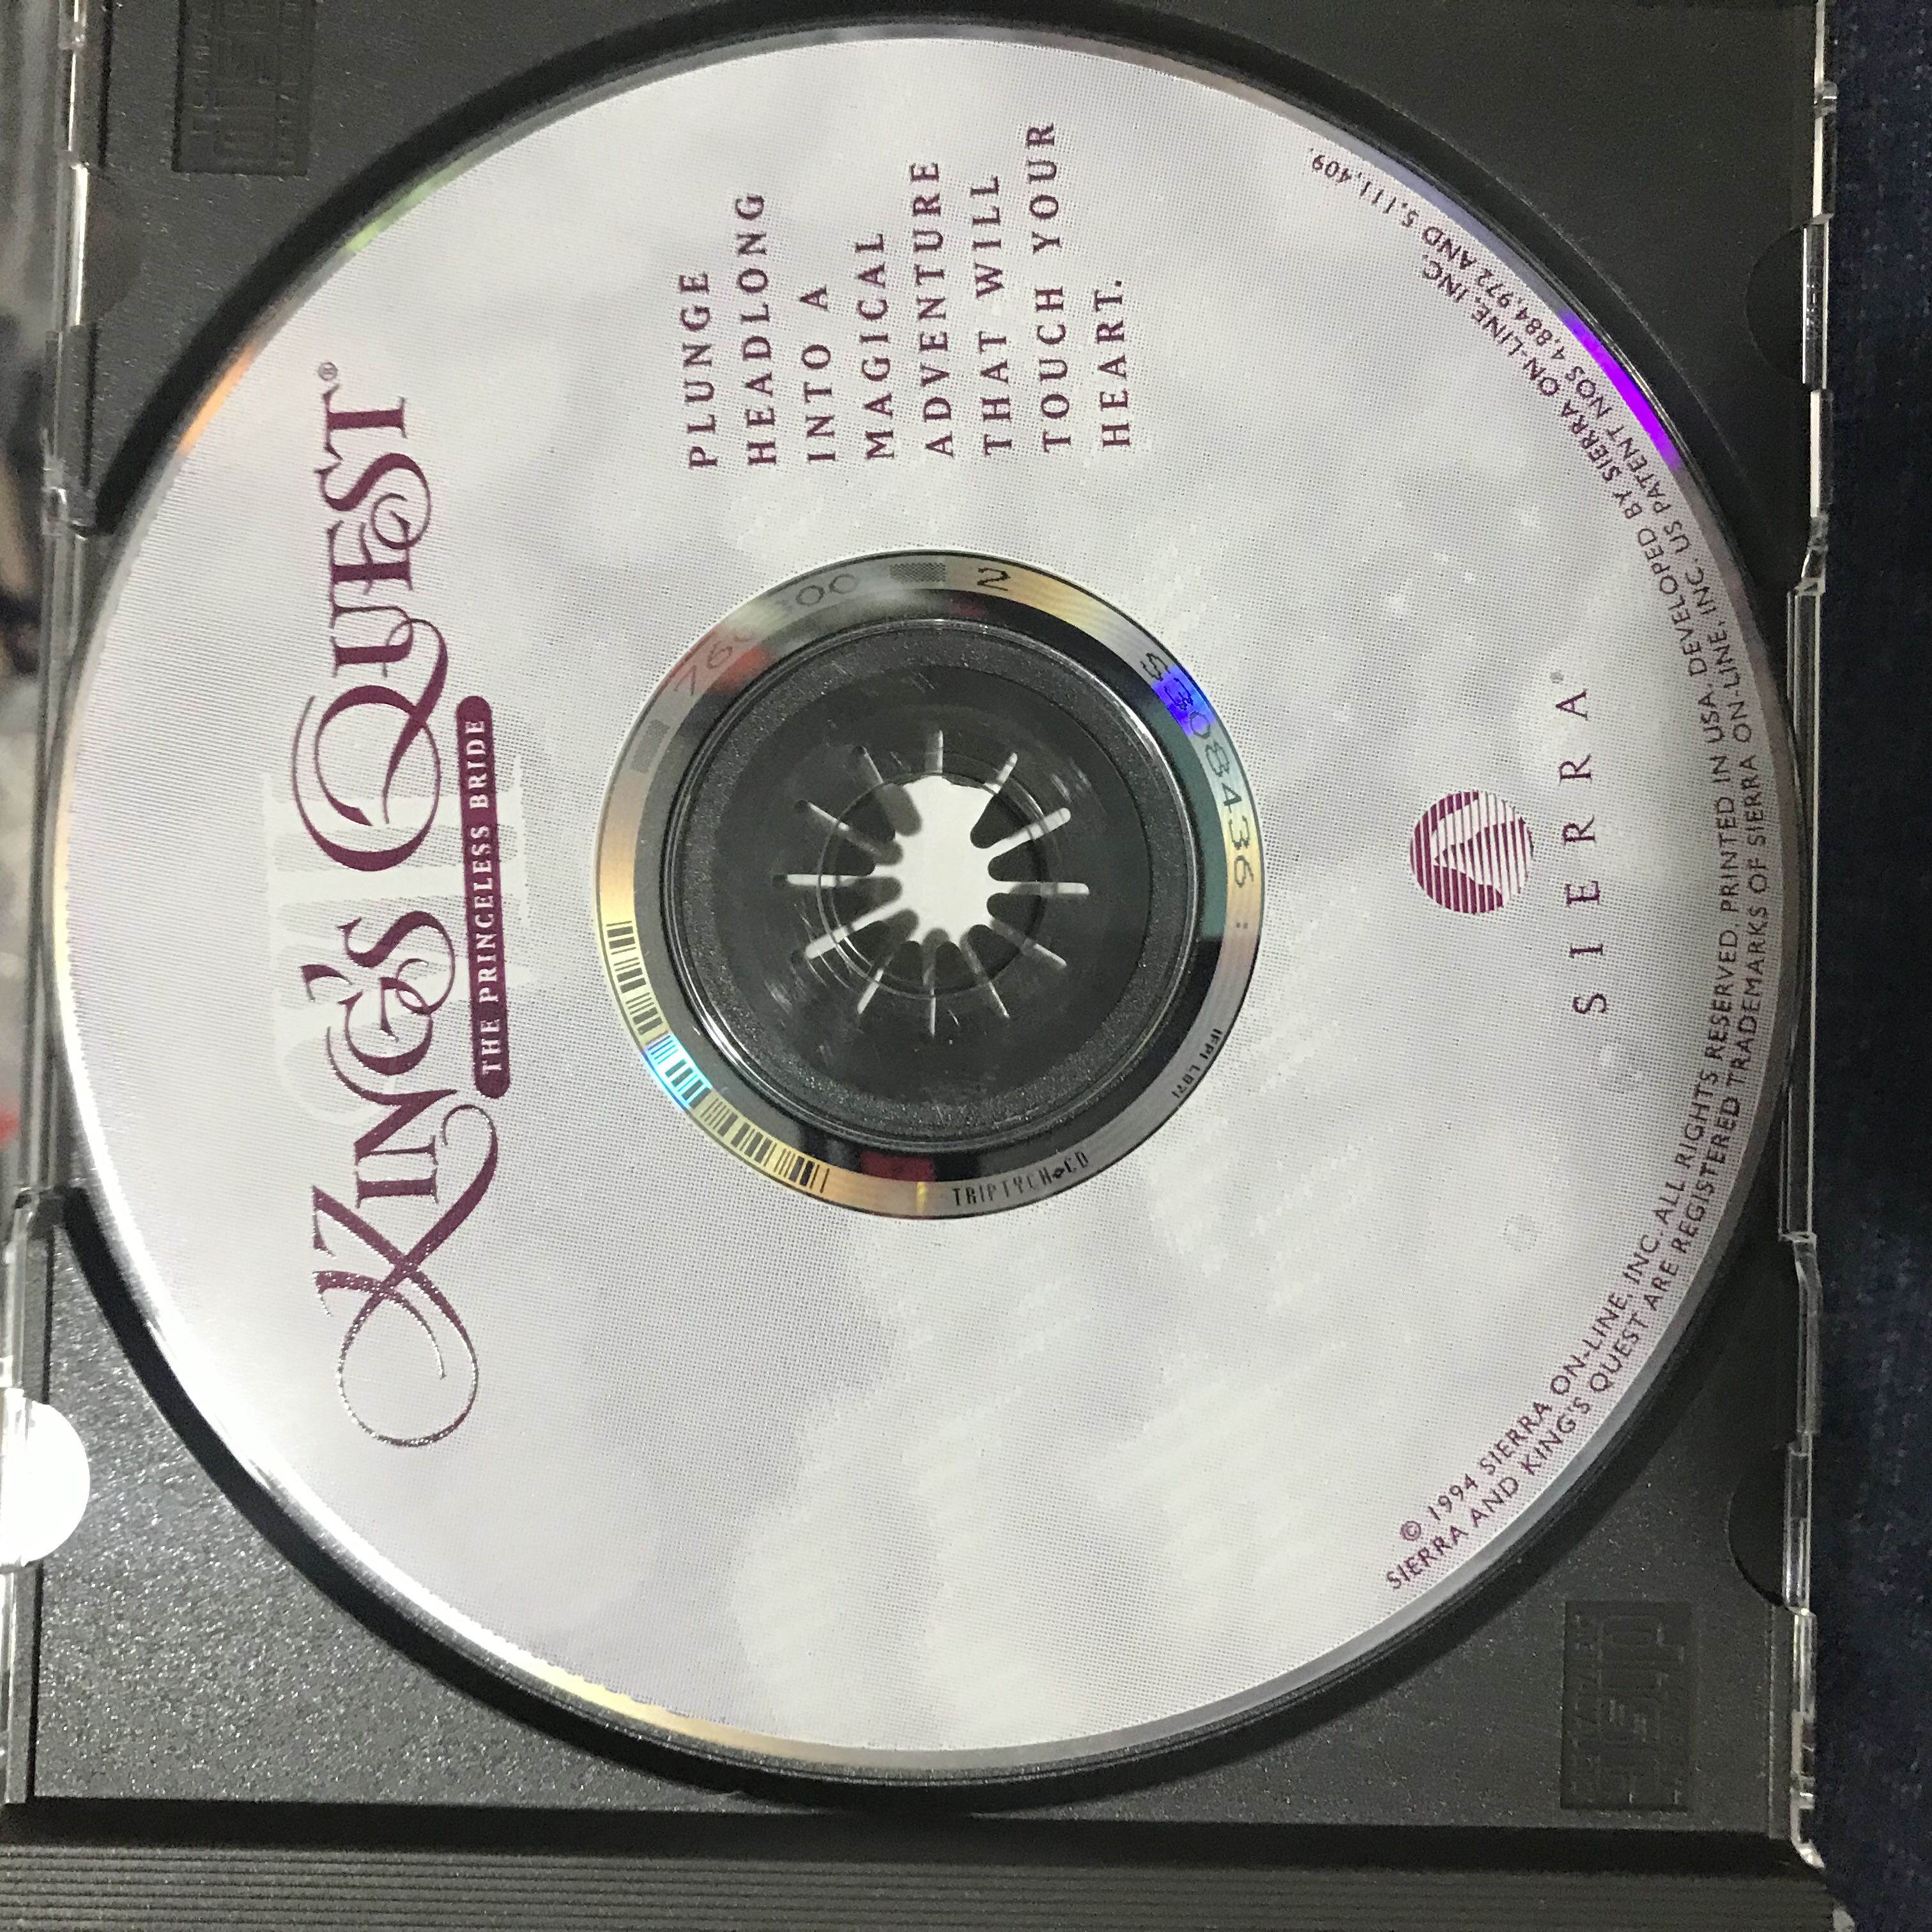 KING'S QUEST®
VII
THE PRINCELESS BRIDE
PLUNGE
HEADLONG
INTO A
MAGICAL
ADVENTURE
THAT WILL
TOUCH YOUR
HEART.
SIERRA
© 1994 SIERRA ON-LINE, INC. ALL RIGHTS RESERVED. PRINTED IN USA. DEVELOPED BY SIERRA ON-LINE, INC.
SIERRA AND KING'S QUEST ARE REGISTERED TRADEMARKS OF SIERRA ON-LINE, INC. US PATENT NOS 4,884,972 AND 5,111,409.
TRIPTYCH CD
IFPI L071